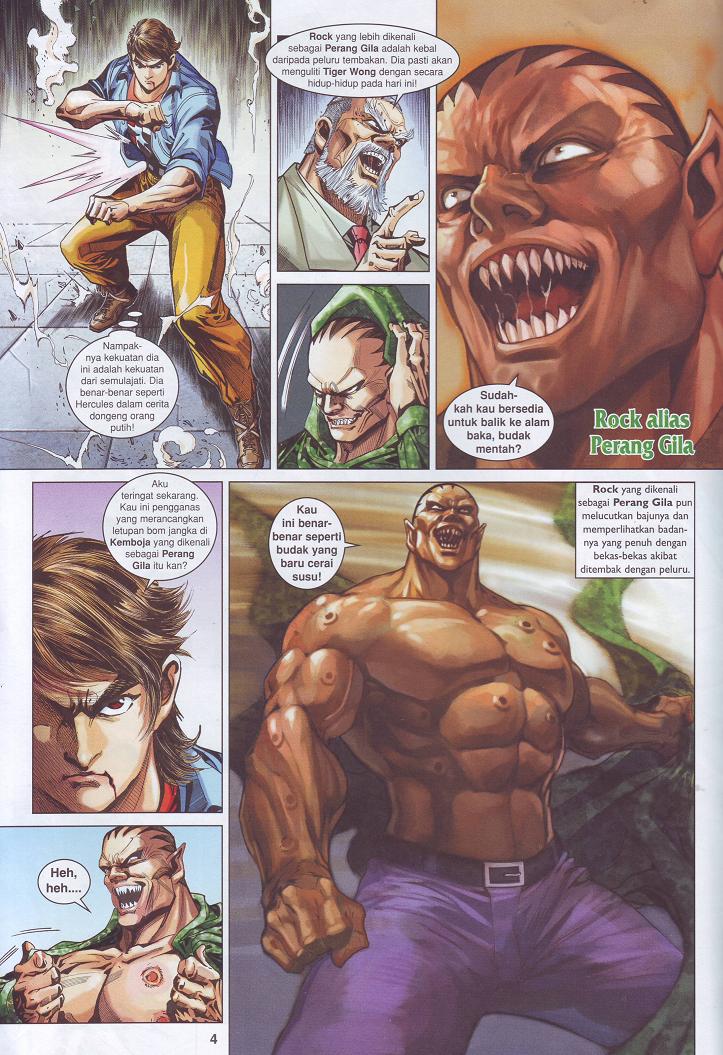 Rock yang lebih dikenali
sebagai Perang Gila adalah kebal
daripada peluru tembakan. Dia pasti akan
menguliti Tiger Wong dengan secara
hidup-hidup pada hari ini!
Nampak-
nya kekuatan dia
ini adalah kekuatan
dari semulajati. Dia
benar-benar seperti
Hercules dalam cerita
dongeng orang
putih!
Sudah-
kah kau bersedia
untuk balik ke alam
baka, budak
mentah?
Rock alias
Perang Gila
Aku
teringat sekarang.
Kau ini pengganas
yang merancangkan
letupan bom jangka di
Kemboja yang dikenali
sebagai Perang
Gila itu kan?
Kau
ini benar-
benar seperti
budak yang
baru cerai
susu!
Rock yang dikenali
sebagai Perang Gila pun
melucutkan bajunya dan
memperlihatkan badan-
nya yang penuh dengan
bekas-bekas akibat
ditembak dengan peluru.
Heh,
heh....
4